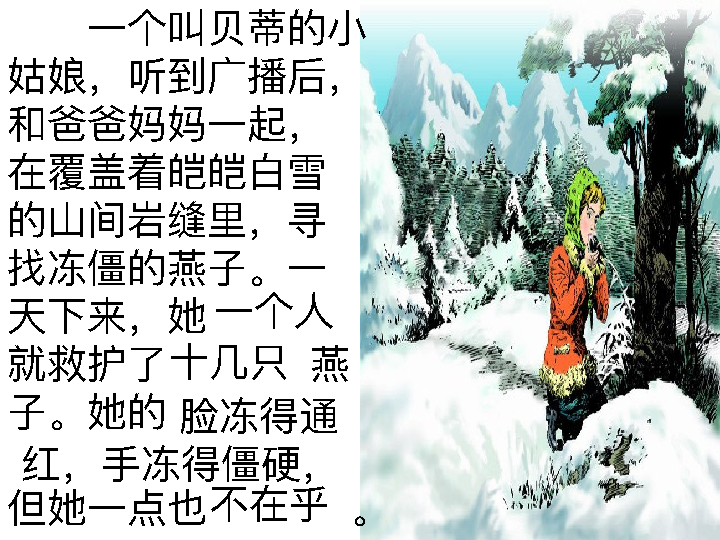 一个叫贝蒂的小
姑娘，听到广播后，
和爸爸妈妈一起，
在覆盖着皑皑白雪
的山间岩缝里，寻
找冻僵的燕子。一
天下来，她一个人
就救护了十几只 燕
子。她的 脸冻得通
红，手冻得僵硬，
但她一点也不在乎 。